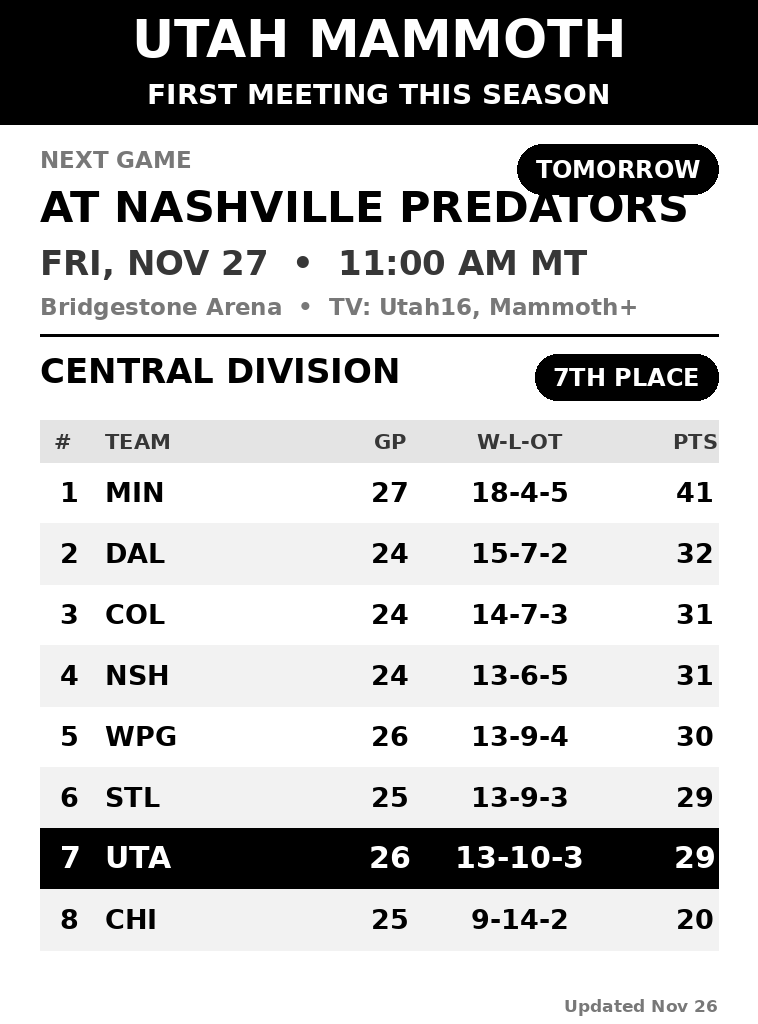 UTAH MAMMOTH
FIRST MEETING THIS SEASON
NEXT GAME
TOMORROW
AT NASHVILLE PREDATORS
FRI, NOV 27 • 11:00 AM MT
Bridgestone Arena • TV: Utah16, Mammoth+
CENTRAL DIVISION
7TH PLACE
# TEAM GP W-L-OT PTS
1 MIN 27 18-4-5 41
2 DAL 24 15-7-2 32
3 COL 24 14-7-3 31
4 NSH 24 13-6-5 31
5 WPG 26 13-9-4 30
6 STL 25 13-9-3 29
7 UTA 26 13-10-3 29
8 CHI 25 9-14-2 20
Updated Nov 26